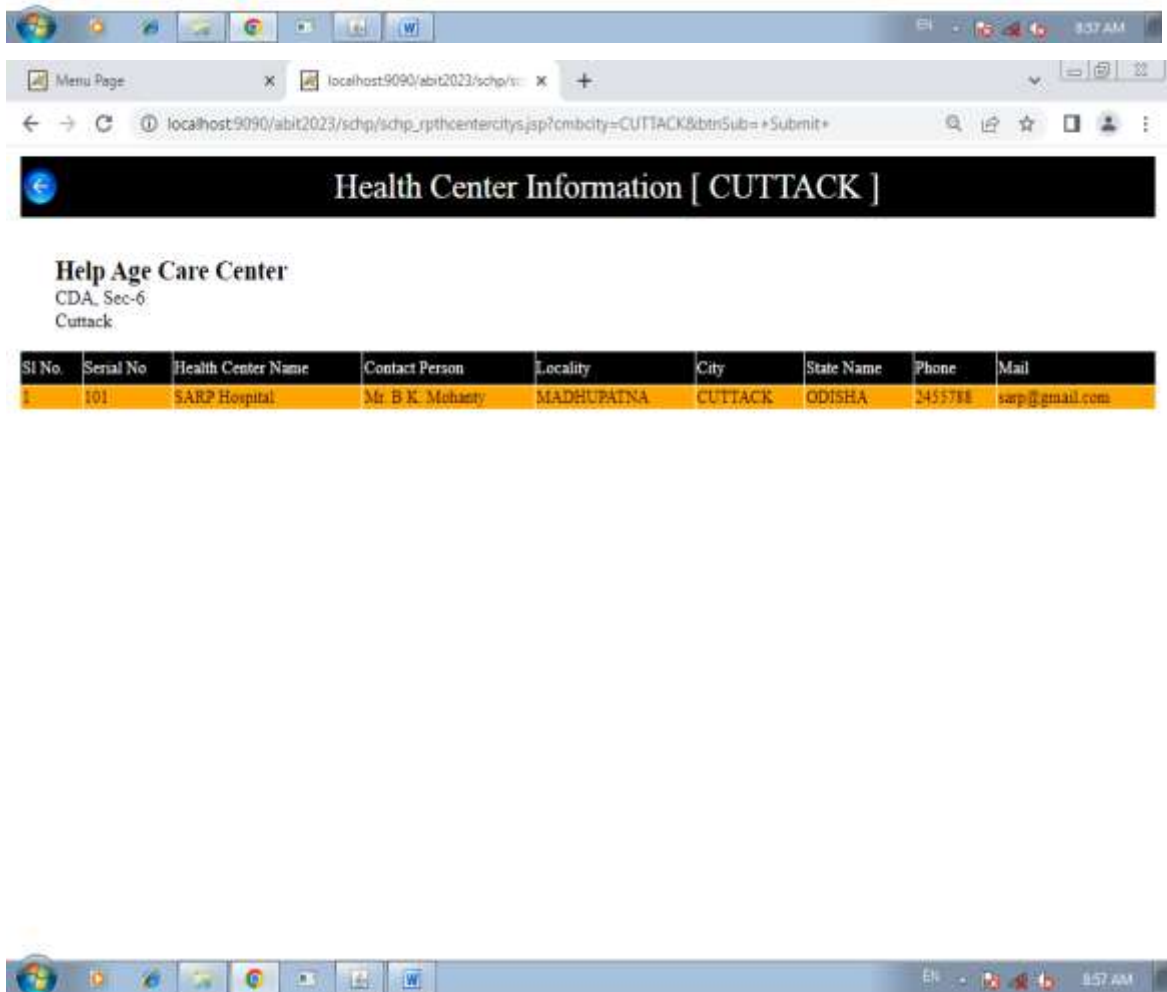 EN 8:57 AM
Menu Page localhost:9090/abit2023/schp/s
localhost:9090/abit2023/schp/schp_rpthcentercitys.jsp?cmbcity=CUTTACK&btnSub=+Submit+
Health Center Information [ CUTTACK ]
Help Age Care Center
CDA, Sec-6
Cuttack
Sl No. Serial No Health Center Name Contact Person Locality City State Name Phone Mail
1 101 SARP Hospital Mr. B.K. Mohanty MADHUPATNA CUTTACK ODISHA 2455788 sarp@gmail.com
EN 8:57 AM